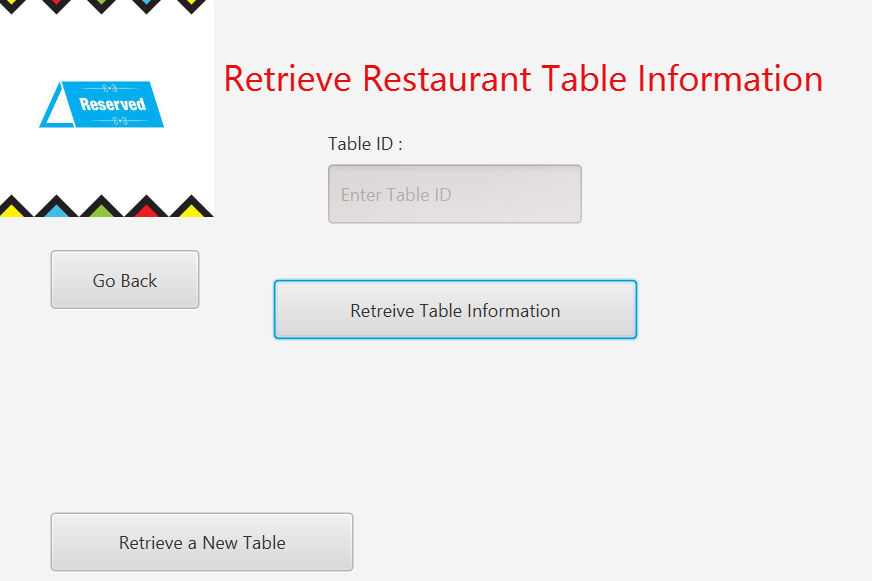 Reserved
Retrieve Restaurant Table Information
Table ID :
Enter Table ID
Go Back
Retreive Table Information
Retrieve a New Table